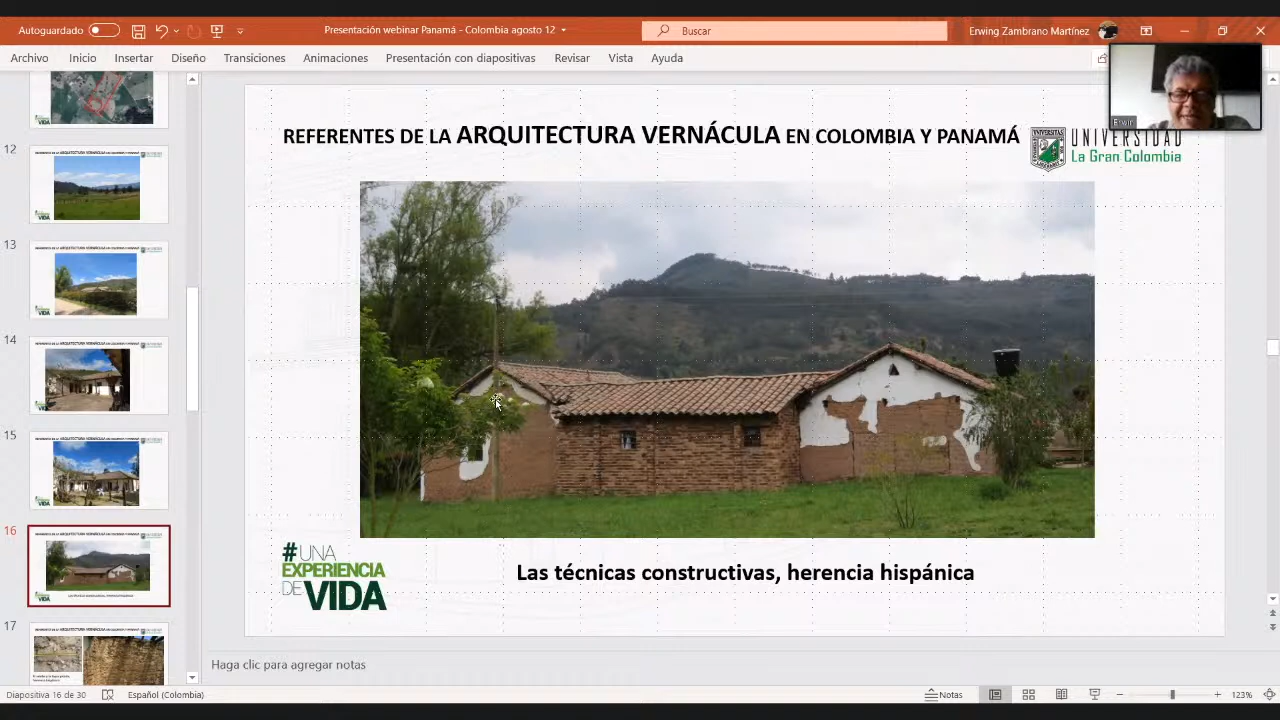 Autoguardado
Presentación webinar Panamá - Colombia agosto 12
Buscar
Erwing Zambrano Martínez
Archivo Inicio Insertar Diseño Transiciones Animaciones Presentación con diapositivas Revisar Vista Ayuda
Erwin
REFERENTES DE LA ARQUITECTURA VERNÁCULA EN COLOMBIA Y PANAMÁ
UNIVERSIDAD
La Gran Colombia
12
13
14
15
16
17
#UNA
EXPERIENCIA
DE VIDA
Las técnicas constructivas, herencia hispánica
Haga clic para agregar notas
Diapositiva 16 de 30 Español (Colombia) Notas 123%